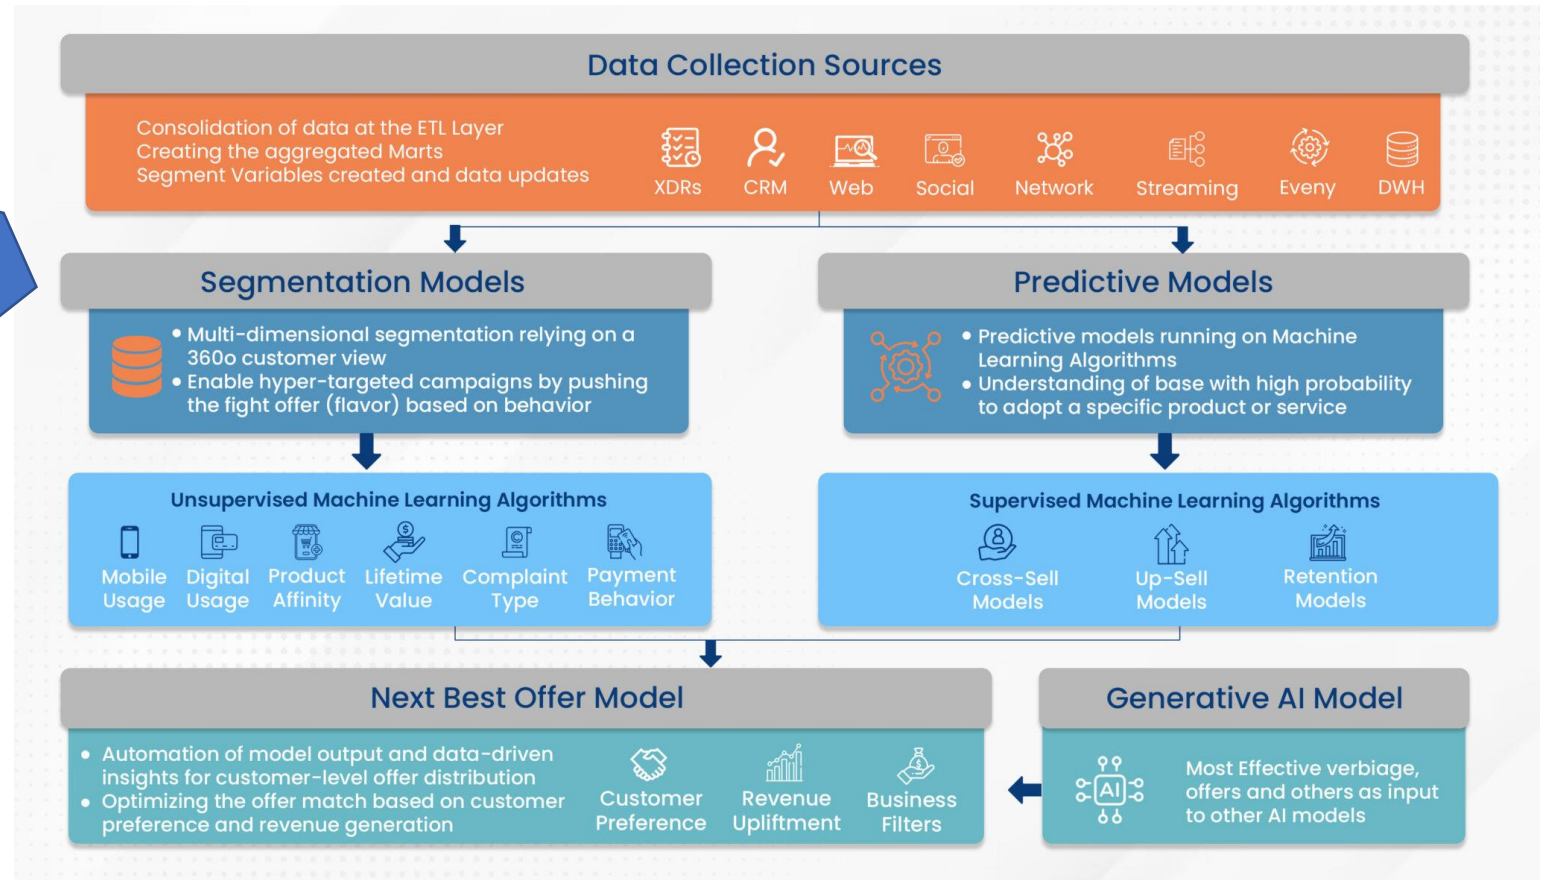 Data Collection Sources
Consolidation of data at the ETL Layer
Creating the aggregated Marts
Segment Variables created and data updates
XDRs
CRM
Web
Social
Network
Streaming
Eveny
DWH
Segmentation Models
• Multi-dimensional segmentation relying on a
360o customer view
• Enable hyper-targeted campaigns by pushing
the fight offer (flavor) based on behavior
Predictive Models
• Predictive models running on Machine
Learning Algorithms
• Understanding of base with high probability
to adopt a specific product or service
Unsupervised Machine Learning Algorithms
Mobile
Usage
Digital
Usage
Product
Affinity
Lifetime
Value
Complaint
Type
Payment
Behavior
Supervised Machine Learning Algorithms
Cross-Sell
Models
Up-Sell
Models
Retention
Models
Next Best Offer Model
• Automation of model output and data-driven
insights for customer-level offer distribution
• Optimizing the offer match based on customer
preference and revenue generation
Customer
Preference
Revenue
Upliftment
Business
Filters
Generative AI Model
AI
Most Effective verbiage,
offers and others as input
to other AI models